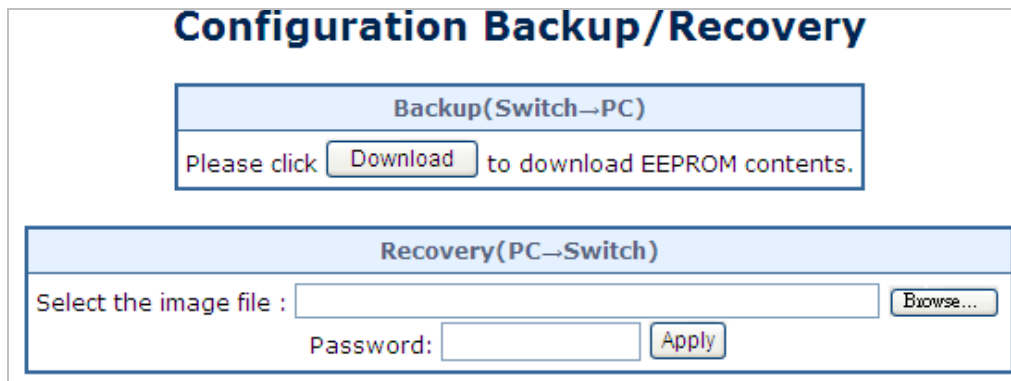 Configuration Backup/Recovery
Backup(Switch→PC)
Please click Download to download EEPROM contents.
Recovery(PC→Switch)
Select the image file : Browse...
Password: Apply